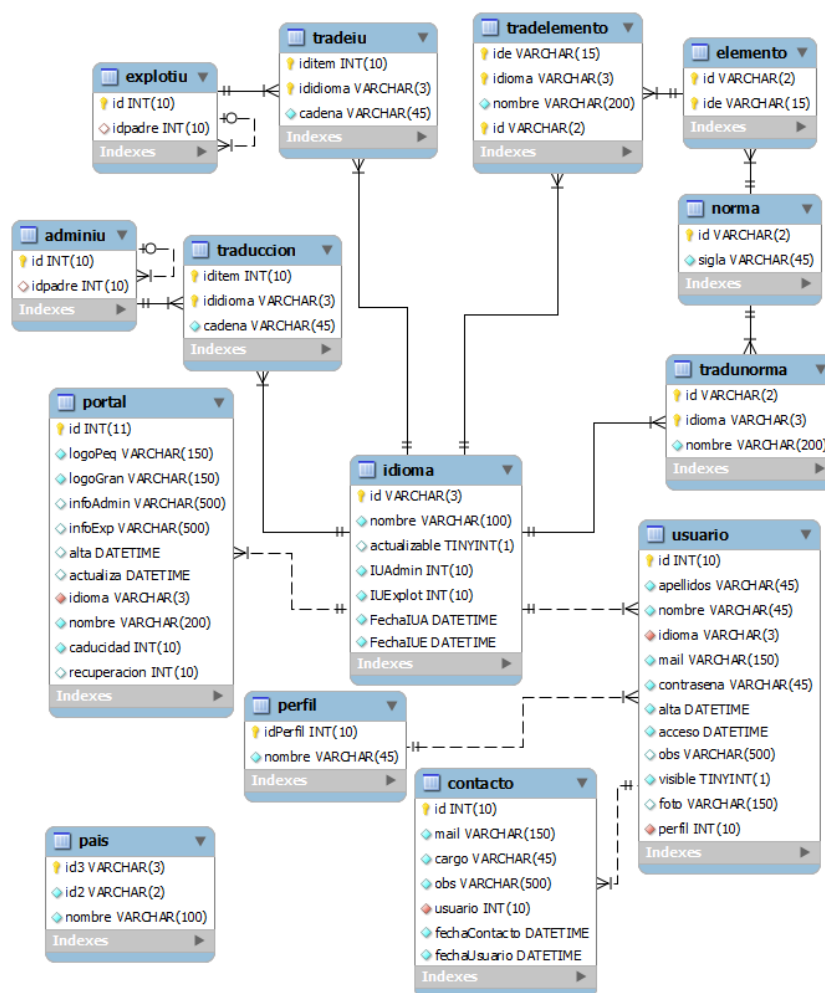 tradeiu
iditem INT(10)
ididioma VARCHAR(3)
cadena VARCHAR(45)
Indexes
tradelemento
ide VARCHAR(15)
idioma VARCHAR(3)
nombre VARCHAR(200)
id VARCHAR(2)
Indexes
elemento
id VARCHAR(2)
ide VARCHAR(15)
Indexes
explotiu
id INT(10)
idpadre INT(10)
Indexes
norma
id VARCHAR(2)
sigla VARCHAR(45)
Indexes
adminiu
id INT(10)
idpadre INT(10)
Indexes
traduccion
iditem INT(10)
ididioma VARCHAR(3)
cadena VARCHAR(45)
Indexes
tradunorma
id VARCHAR(2)
idioma VARCHAR(3)
nombre VARCHAR(200)
Indexes
portal
id INT(11)
logoPeq VARCHAR(150)
logoGran VARCHAR(150)
infoAdmin VARCHAR(500)
infoExp VARCHAR(500)
alta DATETIME
actualiza DATETIME
idioma VARCHAR(3)
nombre VARCHAR(200)
caducidad INT(10)
recuperacion INT(10)
Indexes
idioma
id VARCHAR(3)
nombre VARCHAR(100)
actualizable TINYINT(1)
IUAdmin INT(10)
IUExplot INT(10)
FechaIUA DATETIME
FechaIUE DATETIME
Indexes
usuario
id INT(10)
apellidos VARCHAR(45)
nombre VARCHAR(45)
idioma VARCHAR(3)
mail VARCHAR(150)
contrasena VARCHAR(45)
alta DATETIME
acceso DATETIME
obs VARCHAR(500)
visible TINYINT(1)
foto VARCHAR(150)
perfil INT(10)
Indexes
perfil
idPerfil INT(10)
nombre VARCHAR(45)
Indexes
contacto
id INT(10)
mail VARCHAR(150)
cargo VARCHAR(45)
obs VARCHAR(500)
usuario INT(10)
fechaContacto DATETIME
fechaUsuario DATETIME
Indexes
pais
id3 VARCHAR(3)
id2 VARCHAR(2)
nombre VARCHAR(100)
Indexes